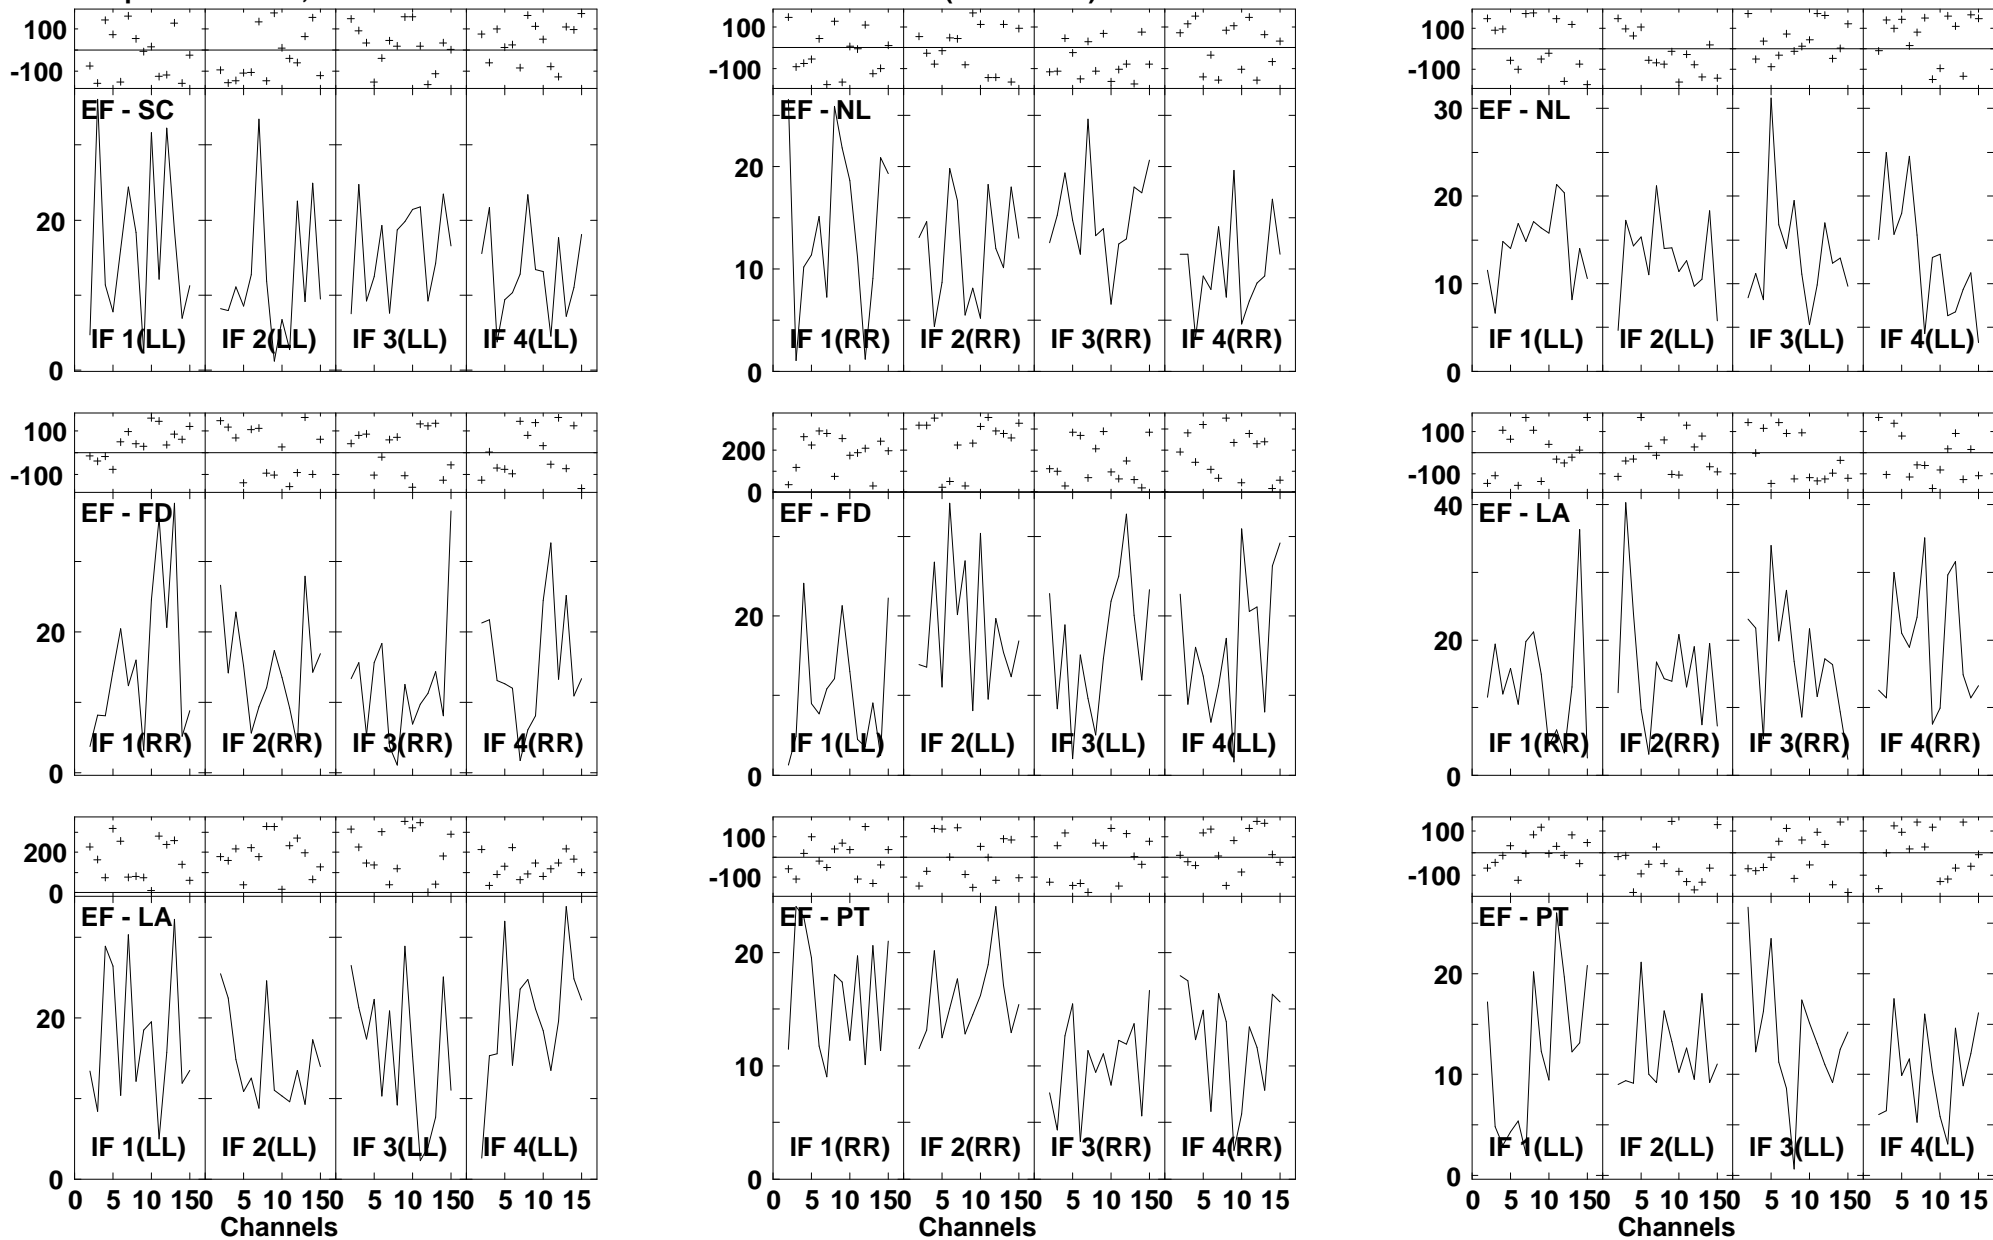 100 100 100
-100 -100 -100
EF - SC EF - NL EF - NL
30
20 20 20
10 10
IF 1(LL) IF 2(LL) IF 3(LL) IF 4(LL) IF 1(RR) IF 2(RR) IF 3(RR) IF 4(RR) IF 1(LL) IF 2(LL) IF 3(LL) IF 4(LL)
0 0 0
100 200 100
-100 0 -100
EF - FD EF - FD EF - LA
40
20 20 20
IF 1(RR) IF 2(RR) IF 3(RR) IF 4(RR) IF 1(LL) IF 2(LL) IF 3(LL) IF 4(LL) IF 1(RR) IF 2(RR) IF 3(RR) IF 4(RR)
0 0 0
200 100 100
0 -100 -100
EF - LA EF - PT EF - PT
20 20 20
10 10
IF 1(LL) IF 2(LL) IF 3(LL) IF 4(LL) IF 1(RR) IF 2(RR) IF 3(RR) IF 4(RR) IF 1(LL) IF 2(LL) IF 3(LL) IF 4(LL)
0 0 0
0 5 10 150 5 10 150 5 10 150 5 10 15 0 5 10 150 5 10 150 5 10 150 5 10 15 0 5 10 150 5 10 150 5 10 150 5 10 15
Channels Channels Channels